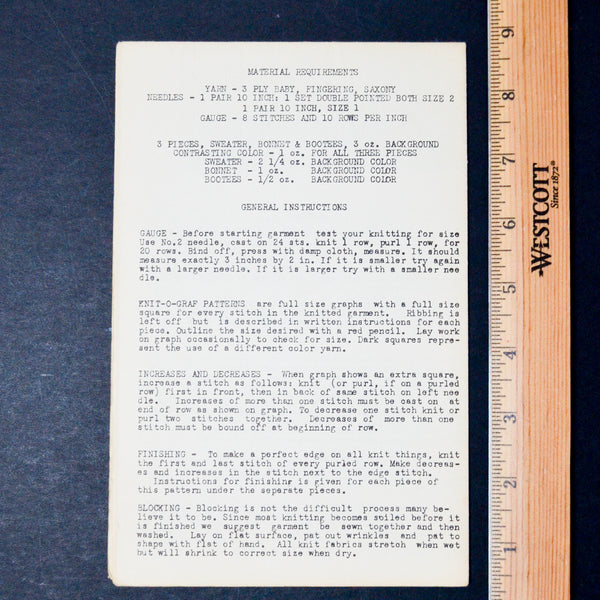 MATERIAL REQUIREMENTS
YARN - 3 PLY BABY, FINGERING, SAXONY
NEEDLES - 1 PAIR 10 INCH: 1 SET DOUBLE POINTED BOTH SIZE 2
1 PAIR 10 INCH, SIZE 1
GAUGE - 8 STITCHES AND 10 ROWS PER INCH
3 PIECES, SWEATER, BONNET & BOOTEES, 3 oz. BACKGROUND
CONTRASTING COLOR - 1 oz. FOR ALL THREE PIECES
SWEATER - 2 1/4 oz. BACKGROUND COLOR
BONNET - 1 oz. BACKGROUND COLOR
BOOTEES - 1/2 oz. BACKGROUND COLOR
GENERAL INSTRUCTIONS
GAUGE - Before starting garment test your knitting for size
Use No.2 needle, cast on 24 sts. knit 1 row, purl 1 row, for
20 rows. Bind off, press with damp cloth, measure. It should
measure exactly 3 inches by 2 in. If it is smaller try again
with a larger needle. If it is larger try with a smaller nee
dle.
KNIT-O-GRAF PATTERNS are full size graphs with a full size
square for every stitch in the knitted garment. Ribbing is
left off but is described in written instructions for each
piece. Outline the size desired with a red pencil. Lay work
on graph occasionally to check for size. Dark squares repre-
sent the use of a different color yarn.
INCREASES AND DECREASES - When graph shows an extra square,
increase a stitch as follows: knit (or purl, if on a purled
row) first in front, then in back of same stitch on left nee
dle. Increases of more than one stitch must be cast on at
end of row as shown on graph. To decrease one stitch knit or
purl two stitches together. Decreases of more than one
stitch must be bound off at beginning of row.
FINISHING - To make a perfect edge on all knit things, knit
the first and last stitch of every purled row. Make decreas-
es and increases in the stitch next to the edge stitch.
Instructions for finishing is given for each piece of
this pattern under the separate pieces.
BLOCKING - Blocking is not the difficult process many be-
lieve it to be. Since most knitting becomes soiled before it
is finished we suggest garment be sewn together and then
washed. Lay on flat surface, pat out wrinkles and pat to
shape with flat of hand. All knit fabrics stretch when wet
but will shrink to correct size when dry.
9
8
7
6
5
4
3
2
1
WESTCOTT
Since 1872®